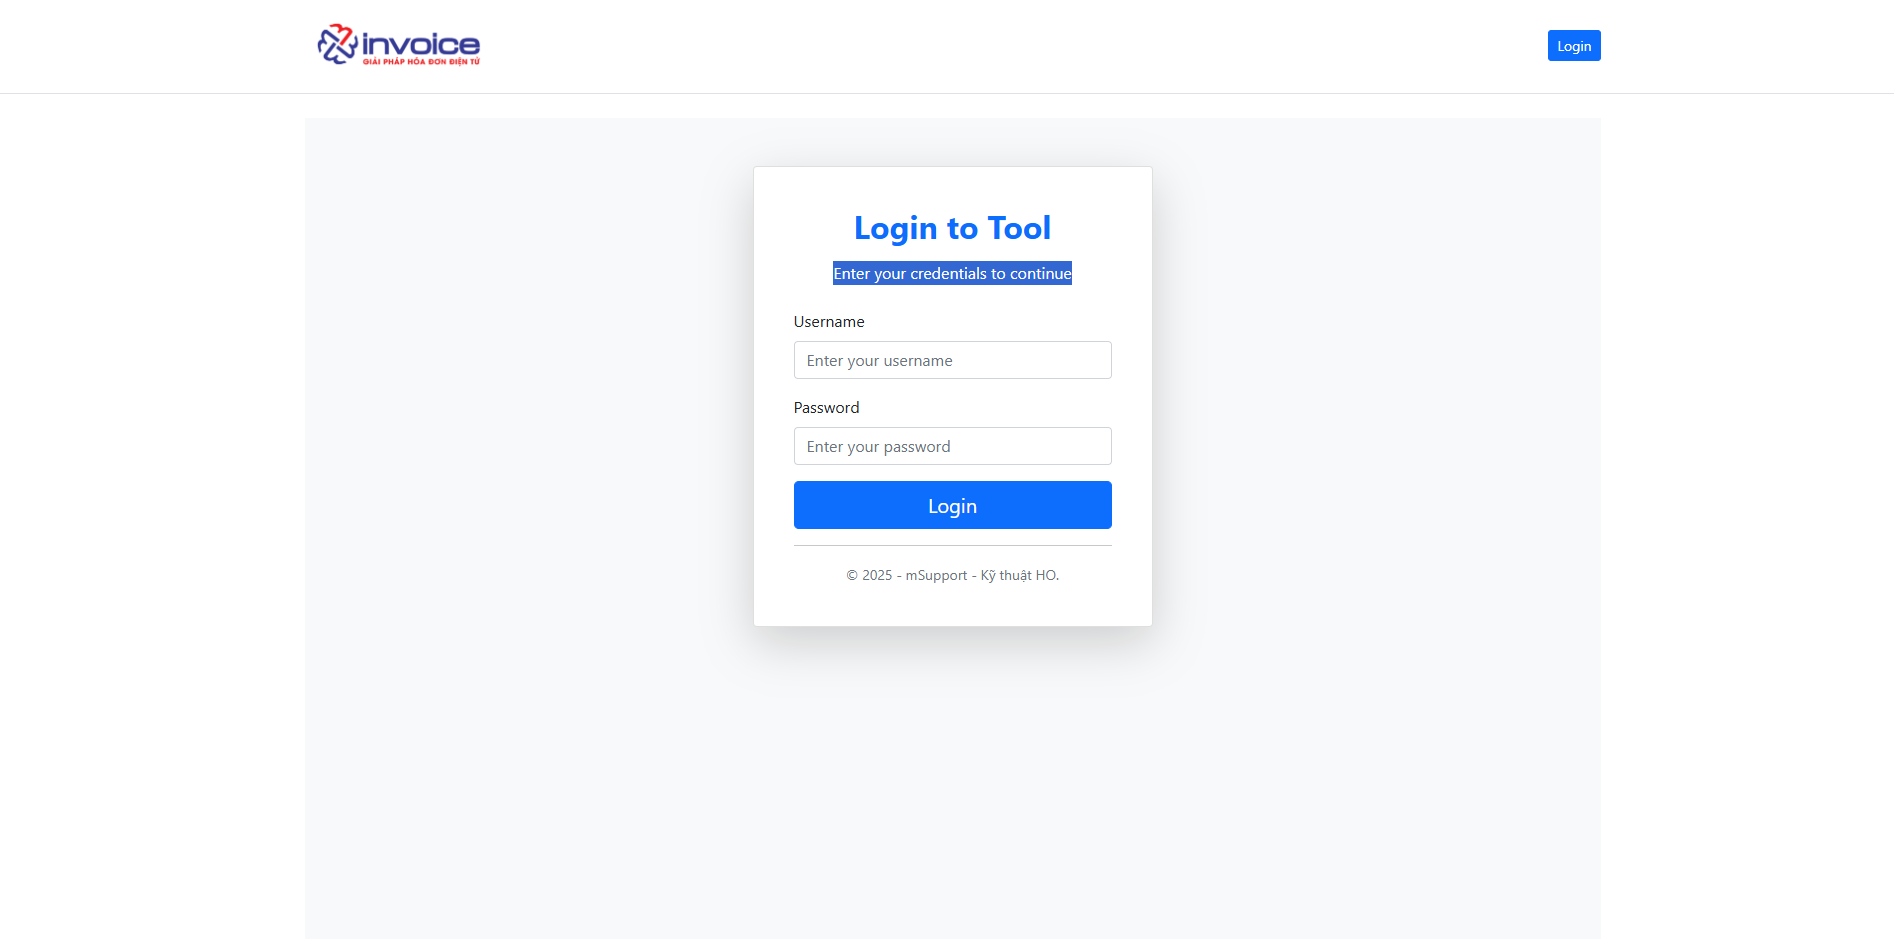 invoice
GIẢI PHÁP HÓA ĐƠN ĐIỆN TỬ
Login
Login to Tool
Enter your credentials to continue
Username
Enter your username
Password
Enter your password
Login
© 2025 - mSupport - Kỹ thuật HO.